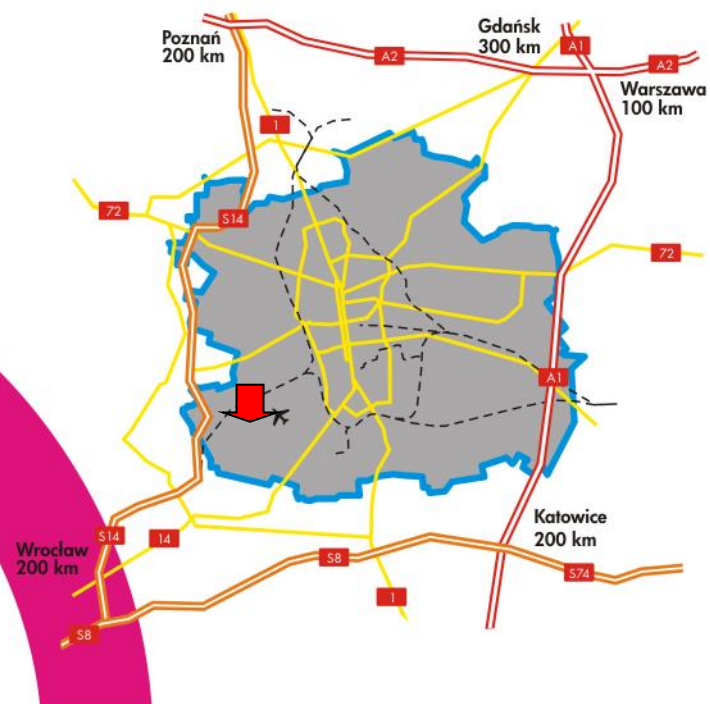 Poznań
200 km
Gdańsk
300 km
A1
A2
A2
Warszawa
100 km
1
72
S14
72
A1
Katowice
200 km
S14
14
Wrocław
200 km
S8
S74
1
S8